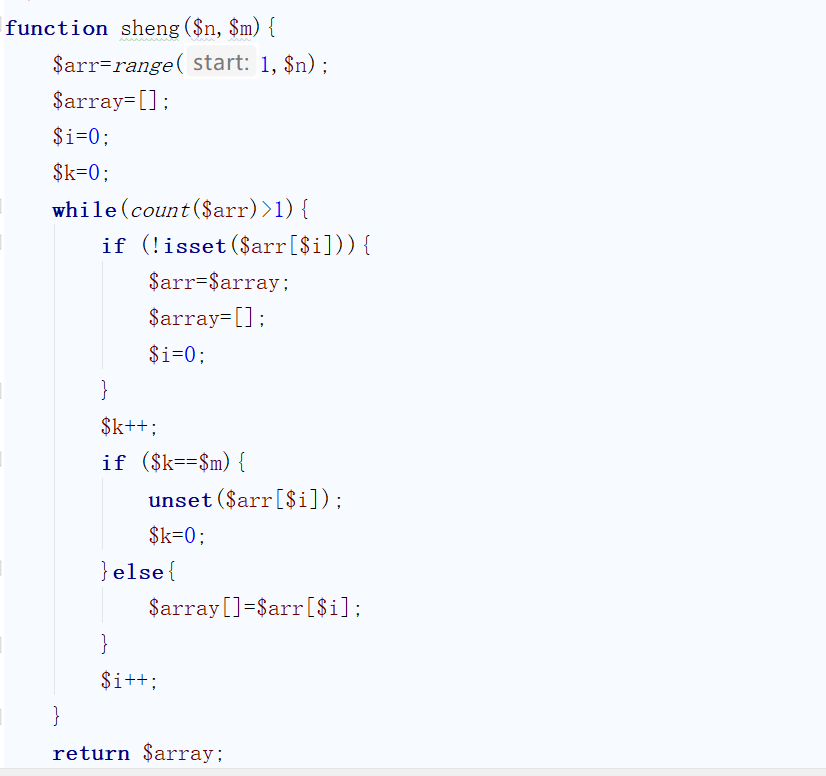 function sheng($n,$m){
    $arr=range( start: 1,$n);
    $array=[];
    $i=0;
    $k=0;
    while(count($arr)>1){
        if (!isset($arr[$i])){
            $arr=$array;
            $array=[];
            $i=0;
        }
        $k++;
        if ($k==$m){
            unset($arr[$i]);
            $k=0;
        }else{
            $array[]=$arr[$i];
        }
        $i++;
    }
    return $array;